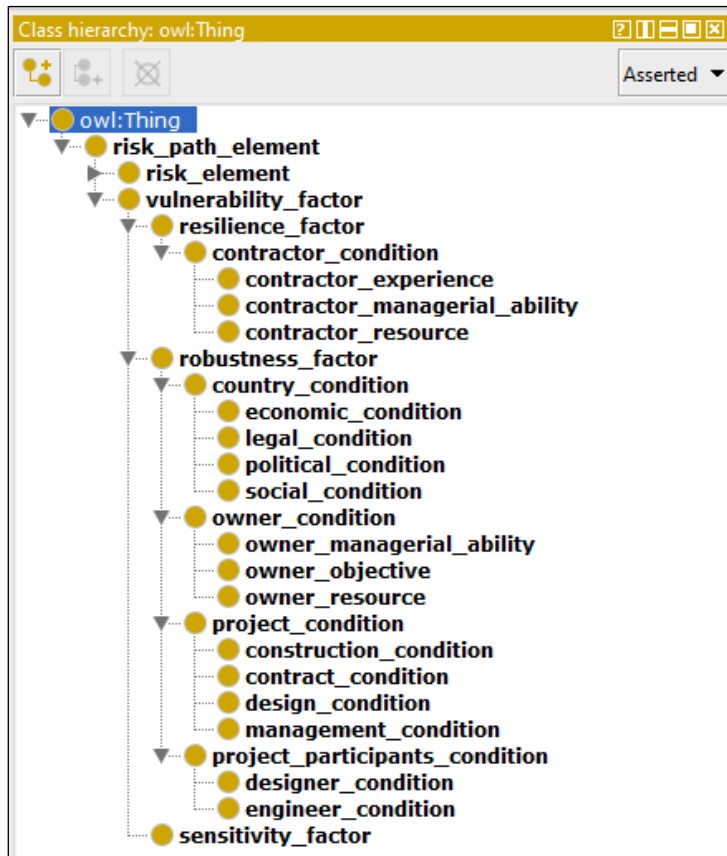 Class hierarchy: owl:Thing
Asserted
owl:Thing
risk_path_element
risk_element
vulnerability_factor
resilience_factor
contractor_condition
contractor_experience
contractor_managerial_ability
contractor_resource
robustness_factor
country_condition
economic_condition
legal_condition
political_condition
social_condition
owner_condition
owner_managerial_ability
owner_objective
owner_resource
project_condition
construction_condition
contract_condition
design_condition
management_condition
project_participants_condition
designer_condition
engineer_condition
sensitivity_factor